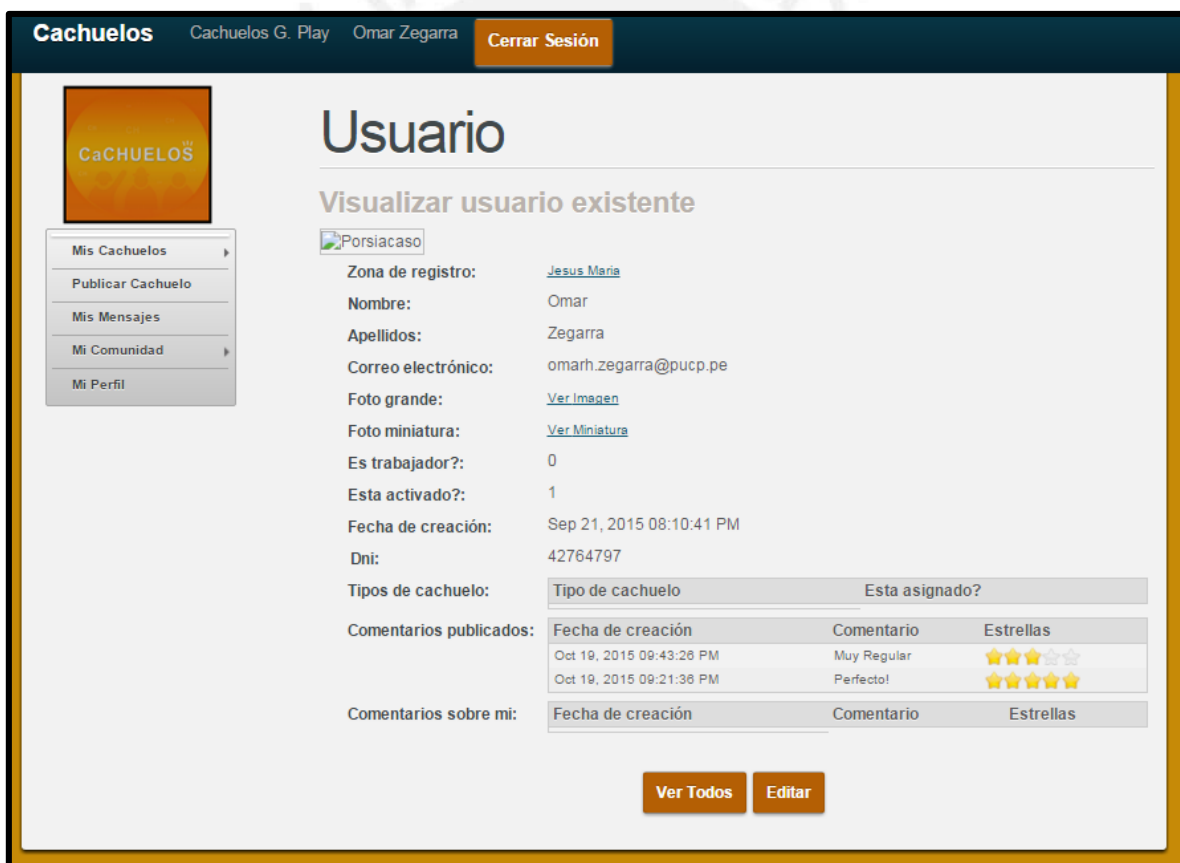 Cachuelos Cachuelos G. Play Omar Zegarra Cerrar Sesión
CaCHUELOS
Usuario
Visualizar usuario existente
Porsiacaso
Mis Cachuelos
Publicar Cachuelo
Mis Mensajes
Mi Comunidad
Mi Perfil
Zona de registro: Jesus Maria
Nombre: Omar
Apellidos: Zegarra
Correo electrónico: omarh.zegarra@pucp.pe
Foto grande: Ver Imagen
Foto miniatura: Ver Miniatura
Es trabajador?: 0
Esta activado?: 1
Fecha de creación: Sep 21, 2015 08:10:41 PM
Dni: 42764797
Tipos de cachuelo: Tipo de cachuelo Esta asignado?
Comentarios publicados: Fecha de creación Comentario Estrellas
Oct 19, 2015 09:43:26 PM Muy Regular
Oct 19, 2015 09:21:36 PM Perfecto!
Comentarios sobre mi: Fecha de creación Comentario Estrellas
Ver Todos Editar